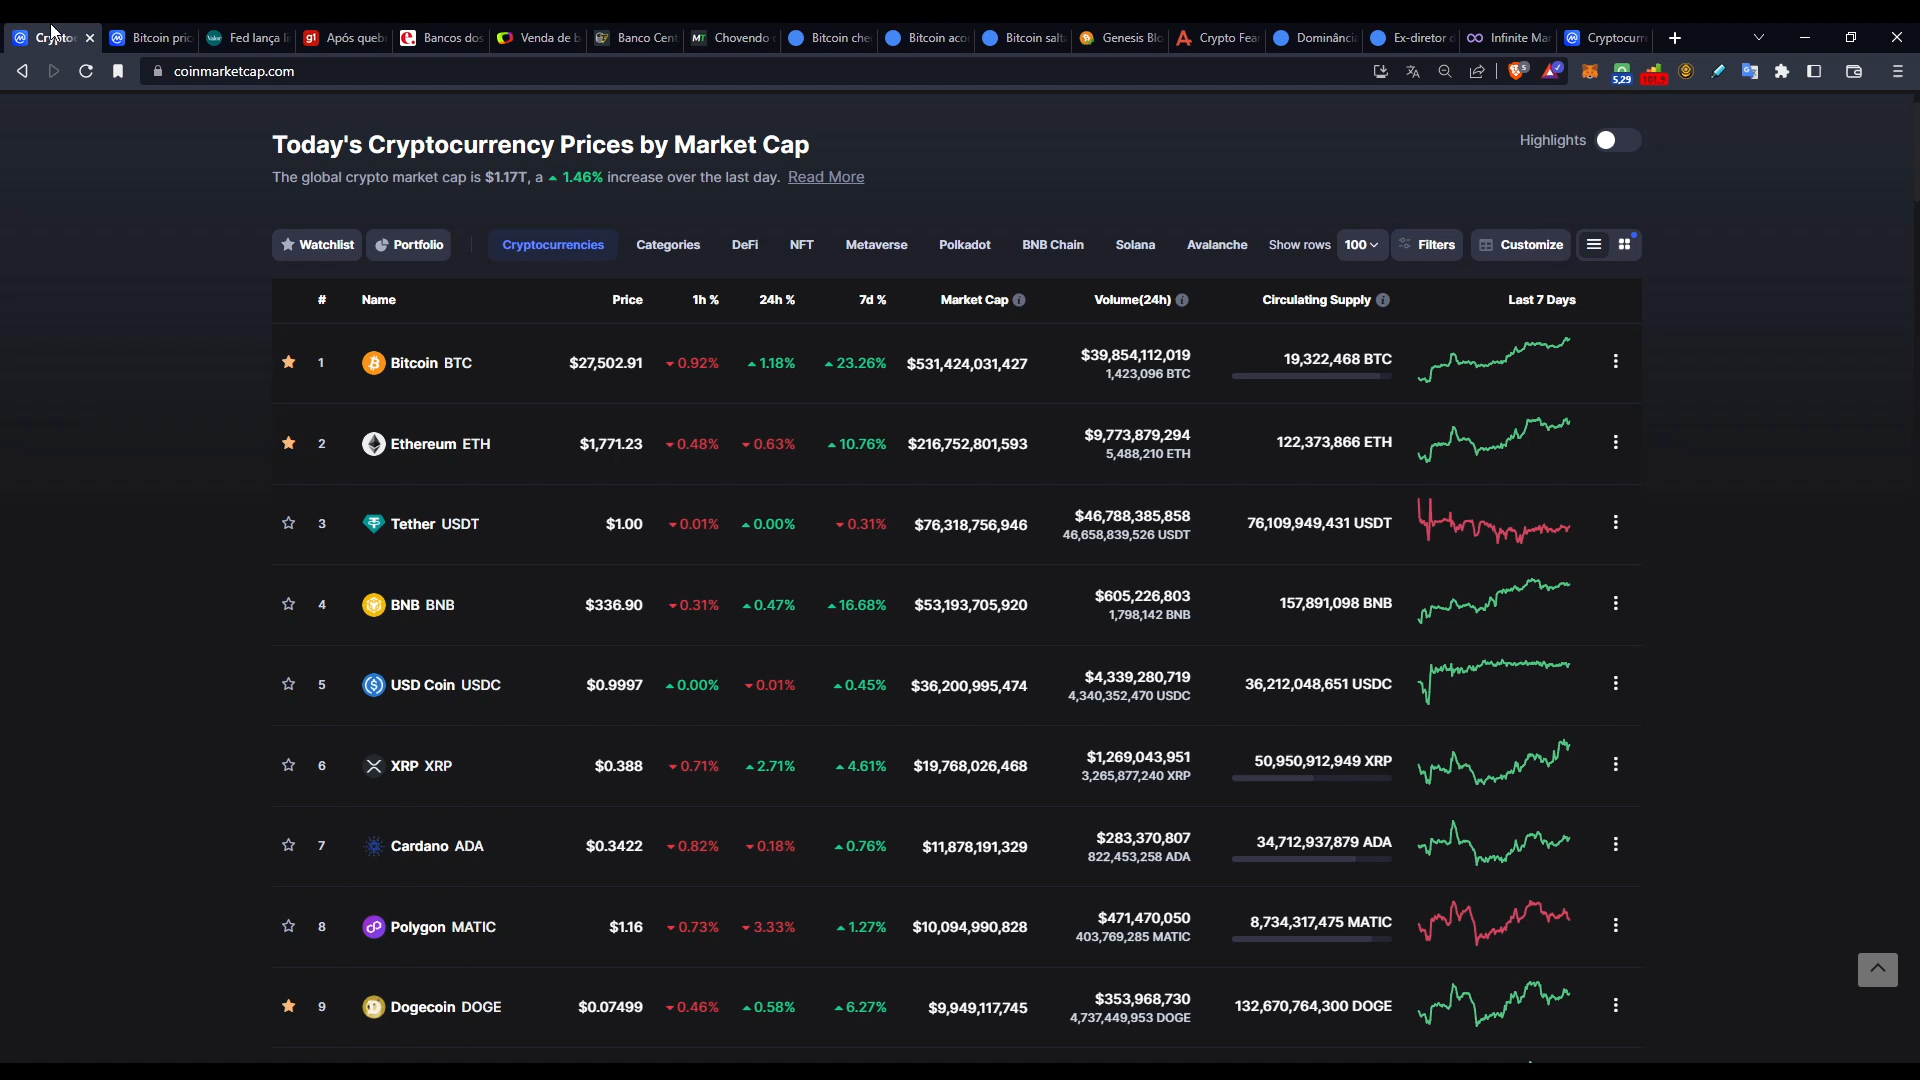 Crypto
Bitcoin pric
Fed lança li
Após queb
Bancos dos
Venda de b
Banco Cent
Chovendo
Bitcoin che
Bitcoin aco
Bitcoin salt
Genesis Blo
Crypto Fear
Dominânci
Ex-diretor
Infinite Mar
Cryptocurr
coinmarketcap.com
5
5,29
101.9
Today's Cryptocurrency Prices by Market Cap
Highlights
The global crypto market cap is $1.17T, a 1.46% increase over the last day. Read More
Watchlist Portfolio Cryptocurrencies Categories DeFi NFT Metaverse Polkadot BNB Chain Solana Avalanche Show rows 100 Filters Customize
# Name Price 1h % 24h % 7d % Market Cap Volume(24h) Circulating Supply Last 7 Days
1 Bitcoin BTC $27,502.91 0.92% 1.18% 23.26% $531,424,031,427 $39,854,112,019 19,322,468 BTC
1,423,096 BTC
2 Ethereum ETH $1,771.23 0.48% 0.63% 10.76% $216,752,801,593 $9,773,879,294 122,373,866 ETH
5,488,210 ETH
3 Tether USDT $1.00 0.01% 0.00% 0.31% $76,318,756,946 $46,788,385,858 76,109,949,431 USDT
46,658,839,526 USDT
4 BNB BNB $336.90 0.31% 0.47% 16.68% $53,193,705,920 $605,226,803 157,891,098 BNB
1,798,142 BNB
5 USD Coin USDC $0.9997 0.00% 0.01% 0.45% $36,200,995,474 $4,339,280,719 36,212,048,651 USDC
4,340,352,470 USDC
6 XRP XRP $0.388 0.71% 2.71% 4.61% $19,768,026,468 $1,269,043,951 50,950,912,949 XRP
3,265,877,240 XRP
7 Cardano ADA $0.3422 0.82% 0.18% 0.76% $11,878,191,329 $283,370,807 34,712,937,879 ADA
822,453,258 ADA
8 Polygon MATIC $1.16 0.73% 3.33% 1.27% $10,094,990,828 $471,470,050 8,734,317,475 MATIC
403,769,285 MATIC
9 Dogecoin DOGE $0.07499 0.46% 0.58% 6.27% $9,949,117,745 $353,968,730 132,670,764,300 DOGE
4,737,449,953 DOGE